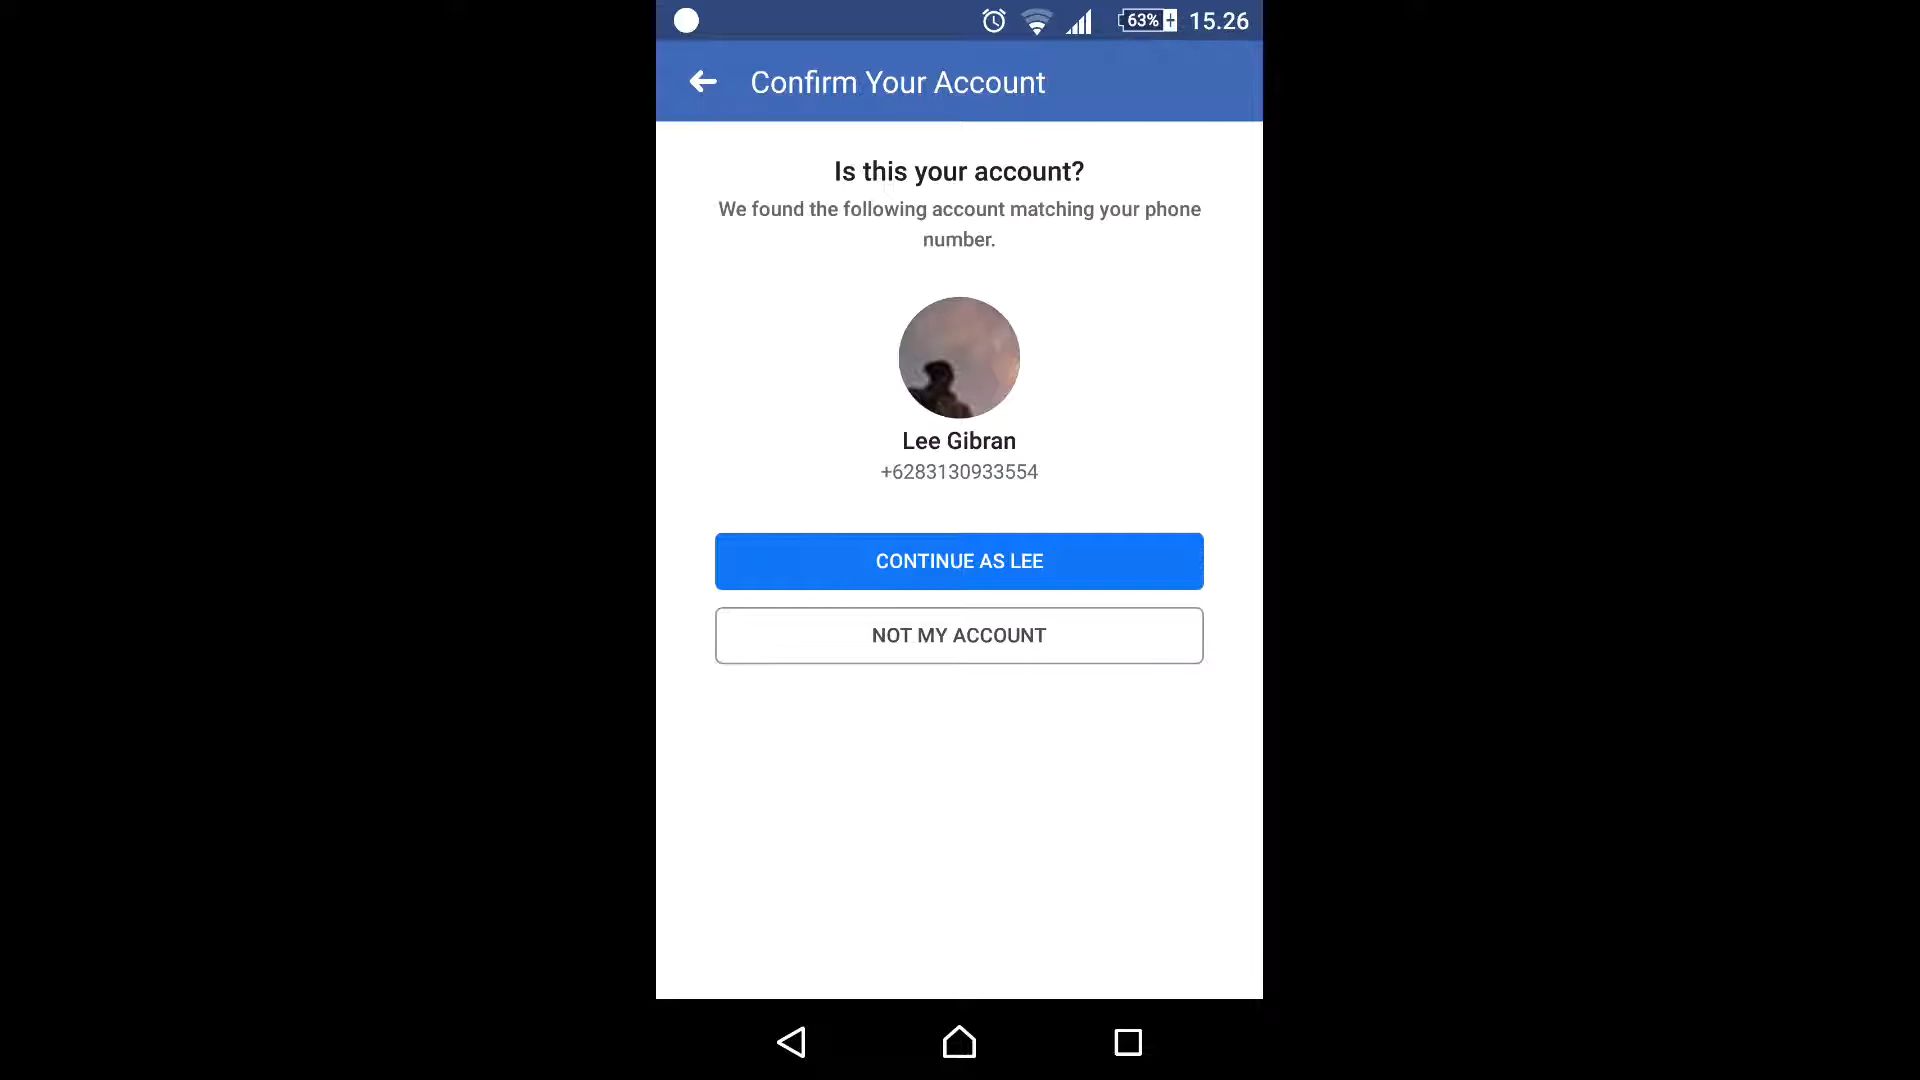 63% 15.26
Confirm Your Account
Is this your account?
We found the following account matching your phone
number.
Lee Gibran
+6283130933554
CONTINUE AS LEE
NOT MY ACCOUNT